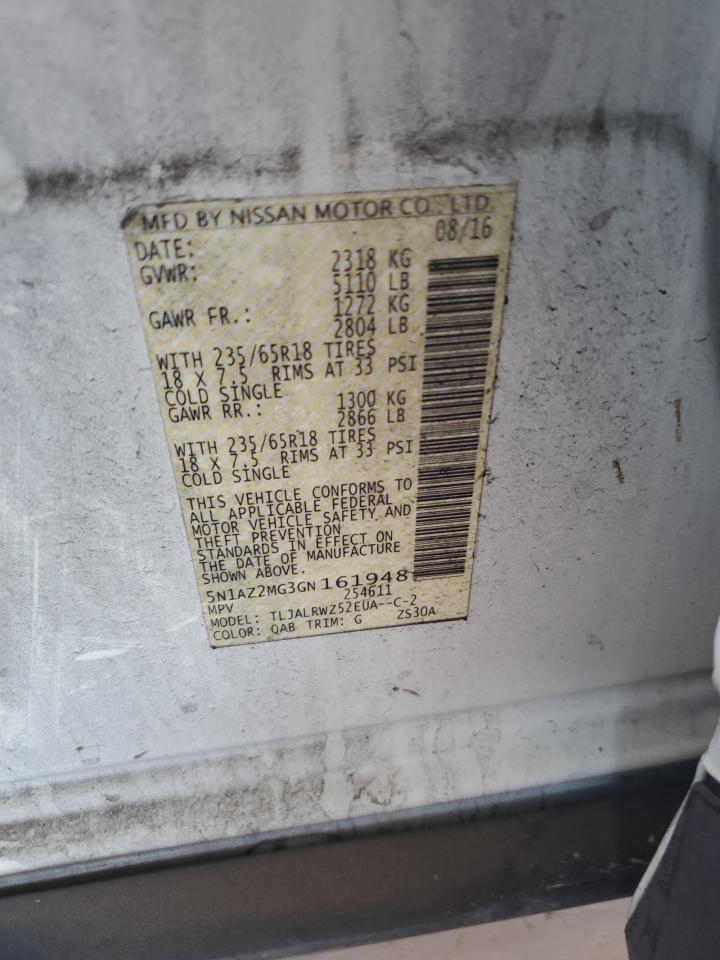 MFD BY NISSAN MOTOR CO., LTD.
DATE: 08/16
GVWR: 2318 KG
5110 LB
GAWR FR.: 1272 KG
2804 LB
WITH 235/65R18 TIRES
18 X 7.5 RIMS AT 33 PSI
COLD SINGLE
GAWR RR.: 1300 KG
2866 LB
WITH 235/65R18 TIRES
18 X 7.5 RIMS AT 33 PSI
COLD SINGLE
THIS VEHICLE CONFORMS TO
ALL APPLICABLE FEDERAL
MOTOR VEHICLE SAFETY AND
THEFT PREVENTION
STANDARDS IN EFFECT ON
THE DATE OF MANUFACTURE
SHOWN ABOVE.
5N1AZ2MG3GN161948
MPV 254611
MODEL: TLJALRWZ52EUA--C-2
COLOR: QAB TRIM: G ZS30A